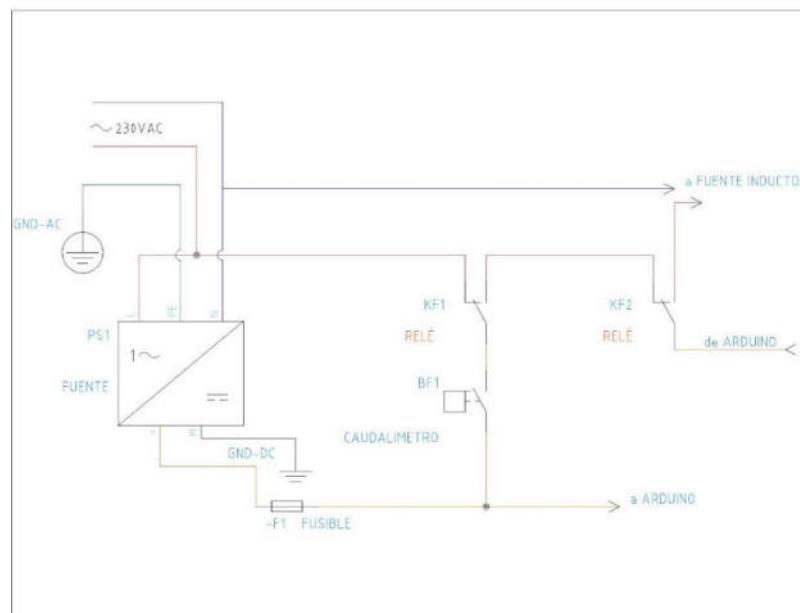 230VAC
a FUENTE INDUCTO
GND-AC
L
PE
N
PS1
KF1
KF2
1
RELÉ
RELÉ
de ARDUINO
FUENTE
BF1
CAUDALIMETRO
M
GND-DC
-F1 FUSIBLE
a ARDUINO